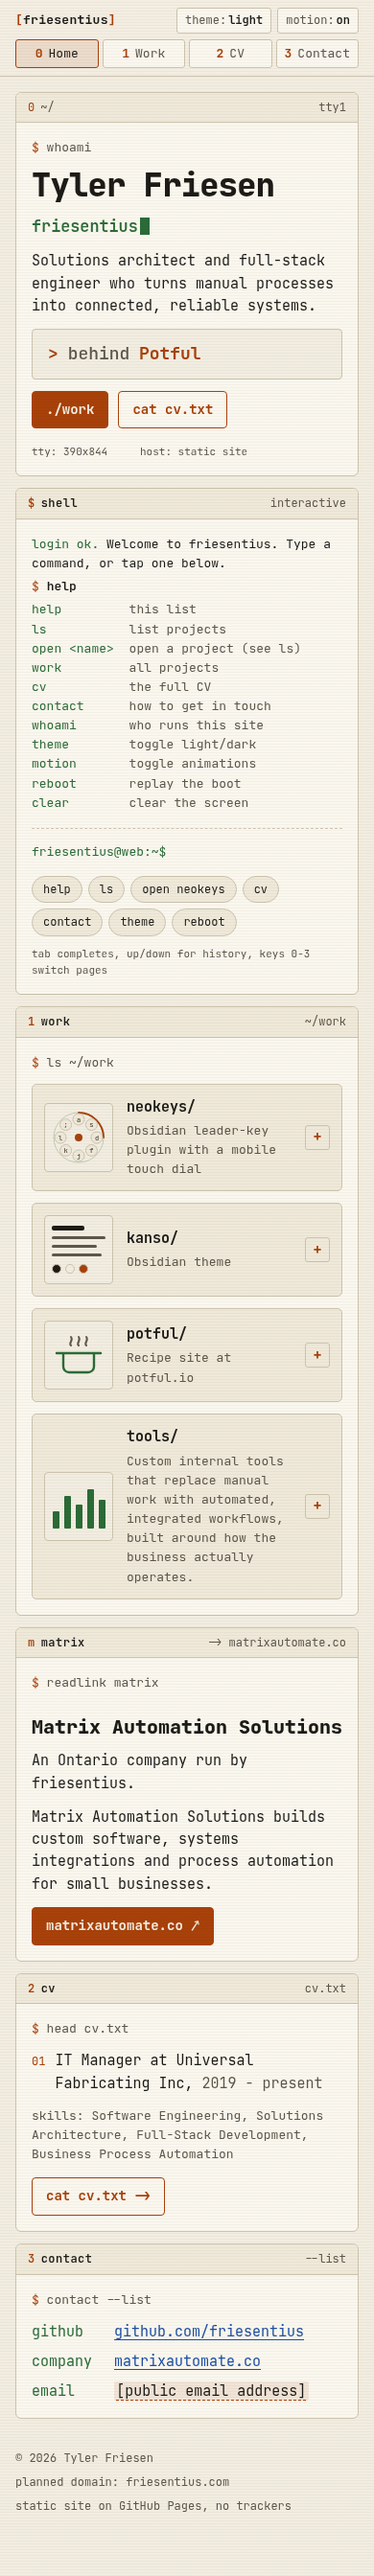 [friesentius]
theme:light
motion:on
0 Home
1 Work
2 CV
3 Contact
0 ~/
tty1
$ whoami
Tyler Friesen
friesentius
Solutions architect and full-stack
engineer who turns manual processes
into connected, reliable systems.
> behind Potful
./work
cat cv.txt
tty: 390x844
host: static site
$ shell
interactive
login ok. Welcome to friesentius. Type a
command, or tap one below.
$ help
help this list
ls list projects
open <name> open a project (see ls)
work all projects
cv the full CV
contact how to get in touch
whoami who runs this site
theme toggle light/dark
motion toggle animations
reboot replay the boot
clear clear the screen
friesentius@web:~$
help
ls
open neokeys
cv
contact
theme
reboot
tab completes, up/down for history, keys 0-3
switch pages
1 work
~/work
$ ls ~/work
a
s
d
f
j
k
l
;
neokeys/
Obsidian leader-key
plugin with a mobile
touch dial
+
kanso/
Obsidian theme
+
potful/
Recipe site at
potful.io
+
tools/
Custom internal tools
that replace manual
work with automated,
integrated workflows,
built around how the
business actually
operates.
+
m matrix
→ matrixautomate.co
$ readlink matrix
Matrix Automation Solutions
An Ontario company run by
friesentius.
Matrix Automation Solutions builds
custom software, systems
integrations and process automation
for small businesses.
matrixautomate.co ↗
2 cv
cv.txt
$ head cv.txt
01 IT Manager at Universal
Fabricating Inc, 2019 - present
skills: Software Engineering, Solutions
Architecture, Full-Stack Development,
Business Process Automation
cat cv.txt →
3 contact
--list
$ contact --list
github github.com/friesentius
company matrixautomate.co
email [public email address]
© 2026 Tyler Friesen
planned domain: friesentius.com
static site on GitHub Pages, no trackers